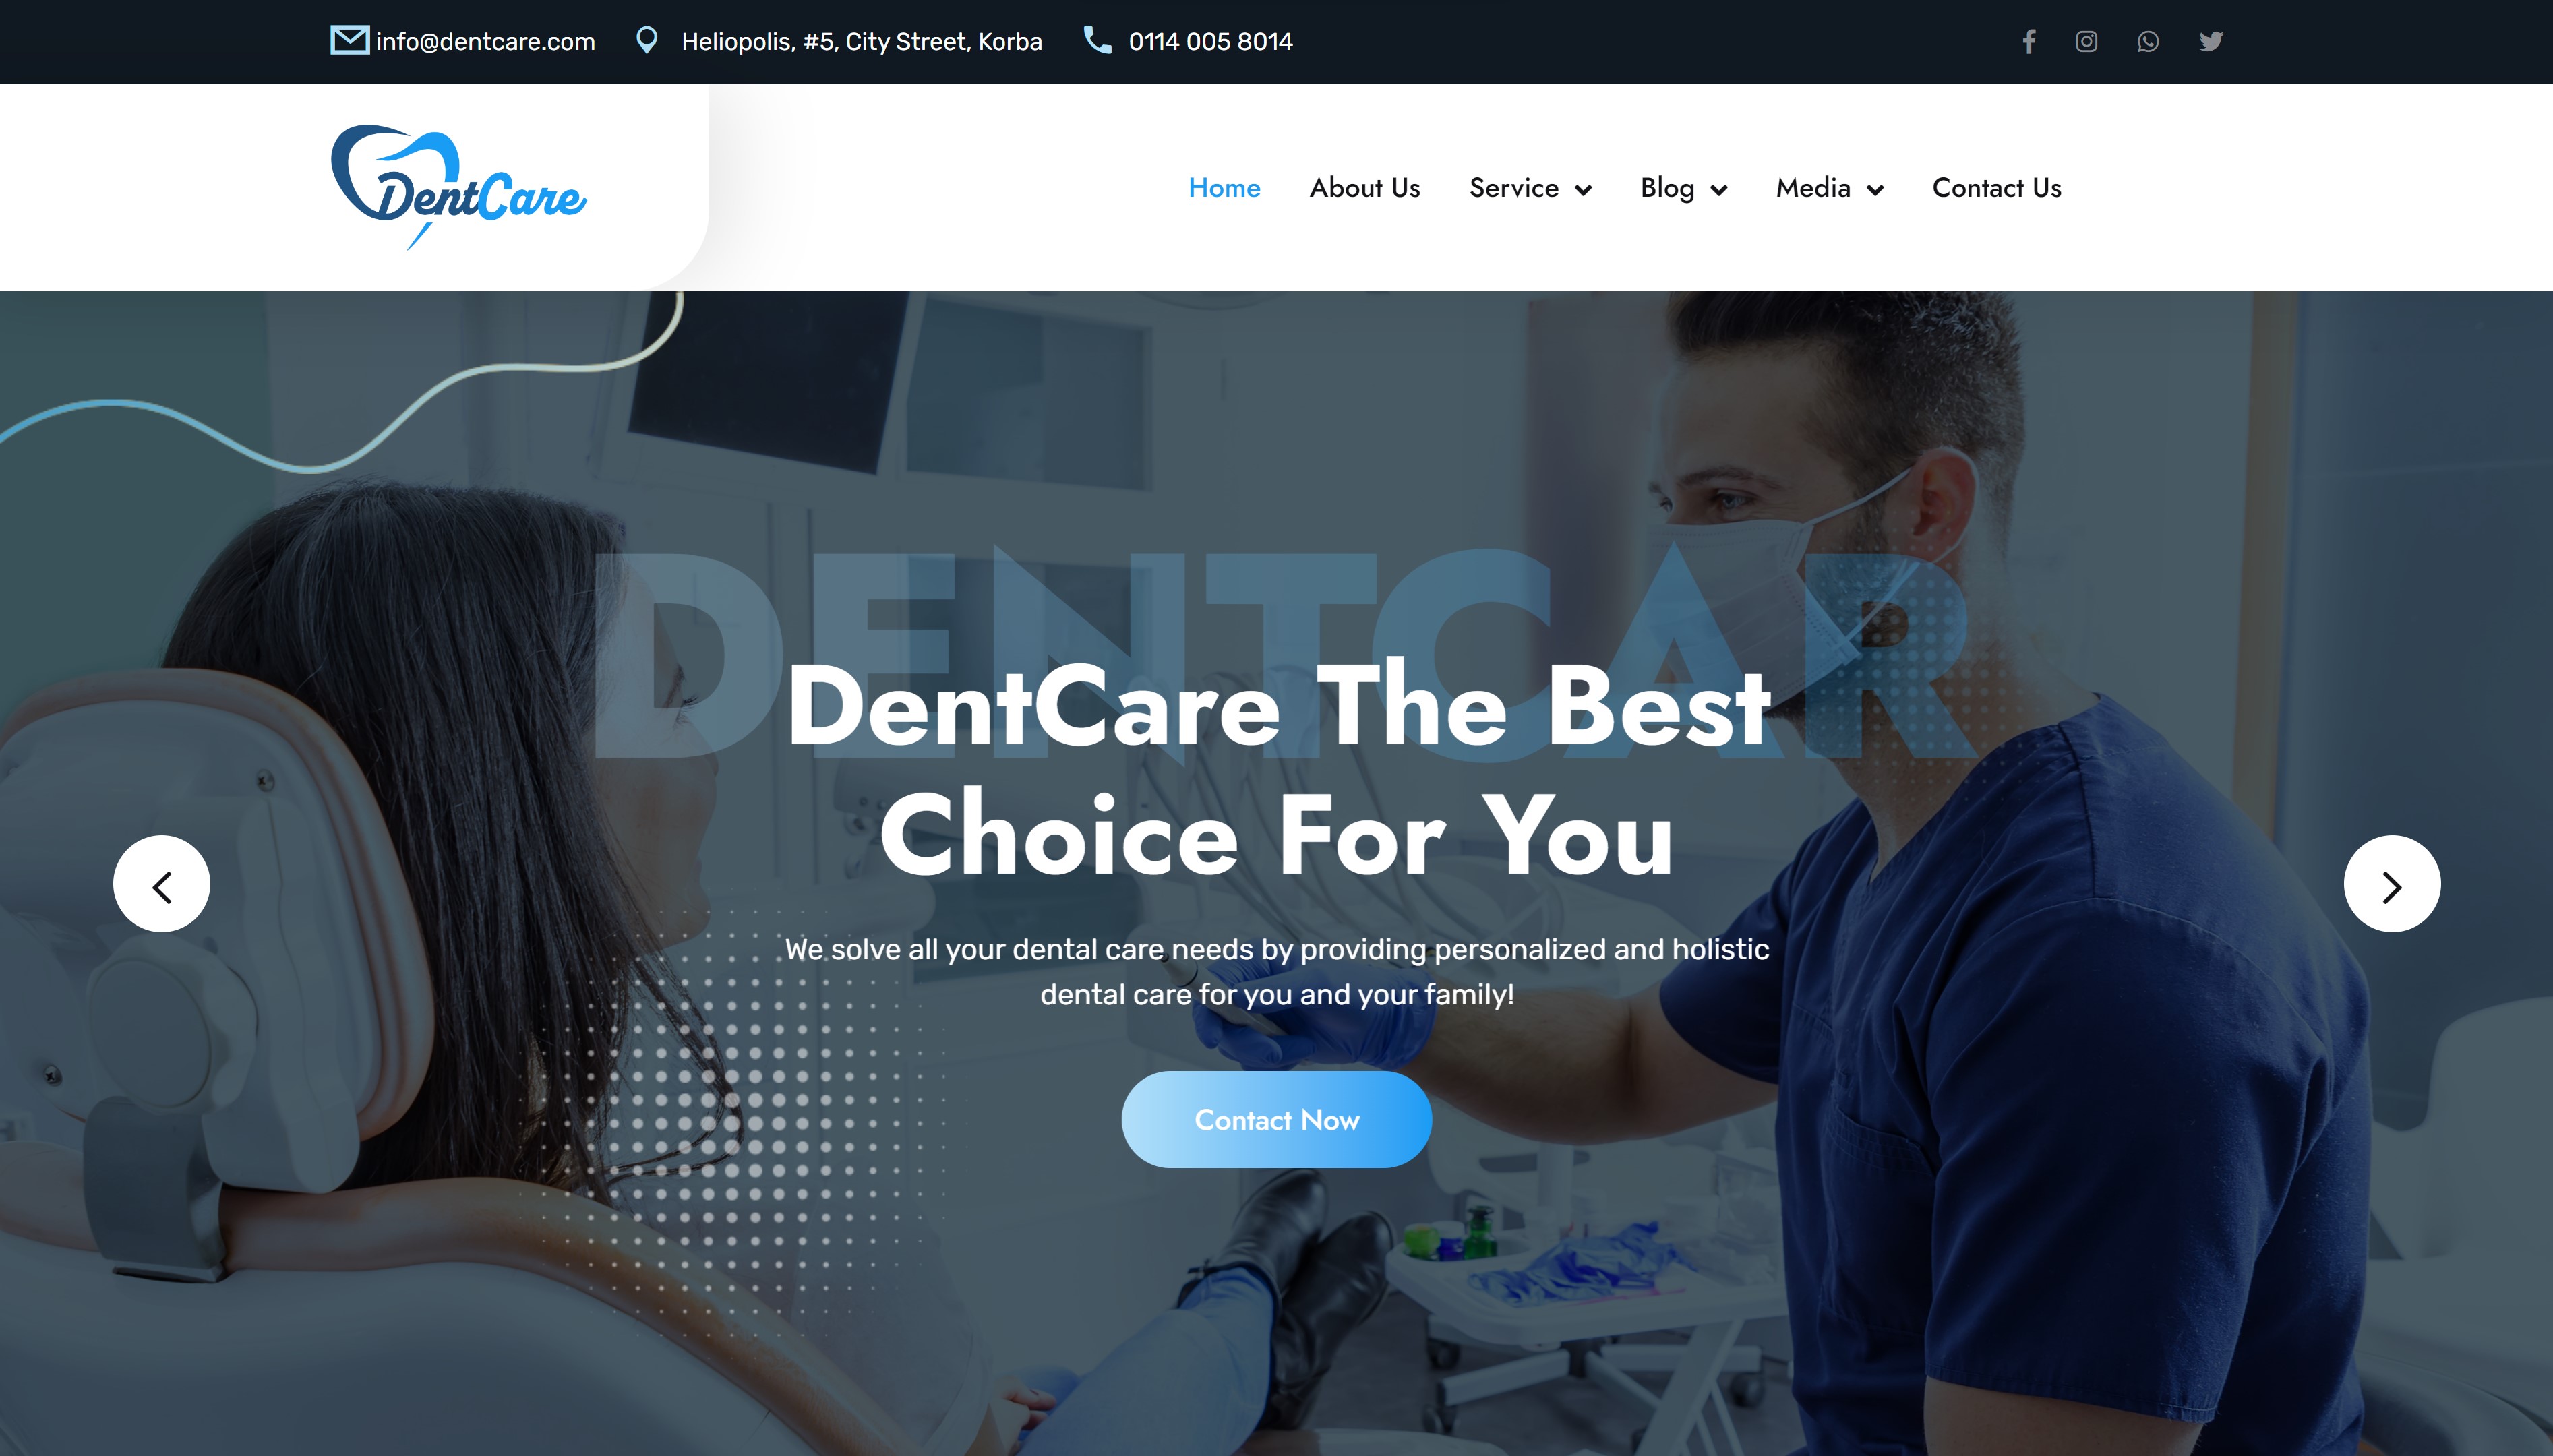 info@dentcare.com
Heliopolis, #5, City Street, Korba
0114 005 8014
DentCare
Home
About Us
Service
Blog
Media
Contact Us
DENTCAR
DentCare The Best
Choice For You
We solve all your dental care needs by providing personalized and holistic
dental care for you and your family!
Contact Now